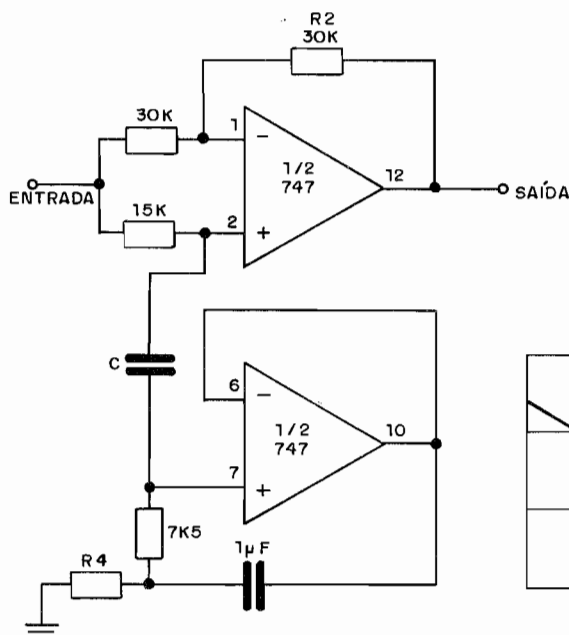 R2
30K
30K
1
−
1/2
747
12
ENTRADA
SAÍDA
15K
2
+
C
6
−
1/2
747
10
7
+
7K5
1µF
R4